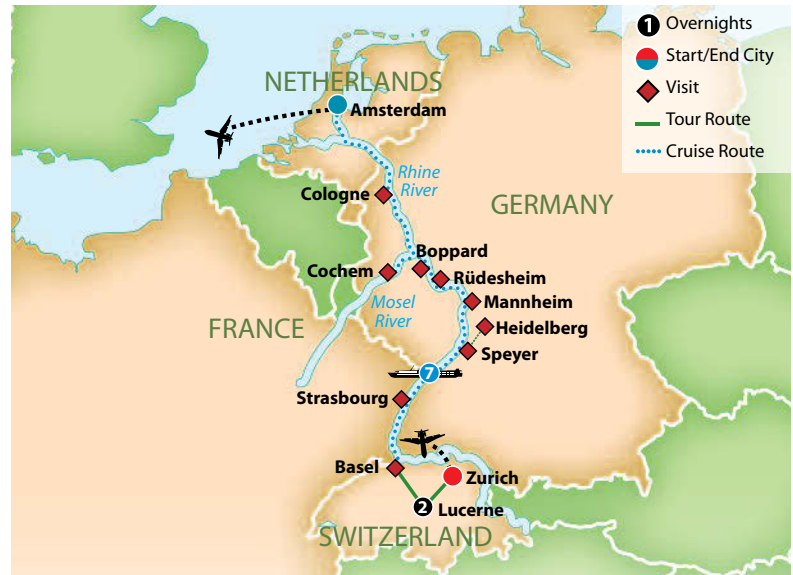 1 Overnights
Start/End City
Visit
Tour Route
Cruise Route
NETHERLANDS
Amsterdam
Rhine
River
Cologne
GERMANY
Boppard
Cochem
Rüdesheim
Mannheim
Mosel
River
Heidelberg
FRANCE
Speyer
7
Strasbourg
Basel
Zurich
2
Lucerne
SWITZERLAND